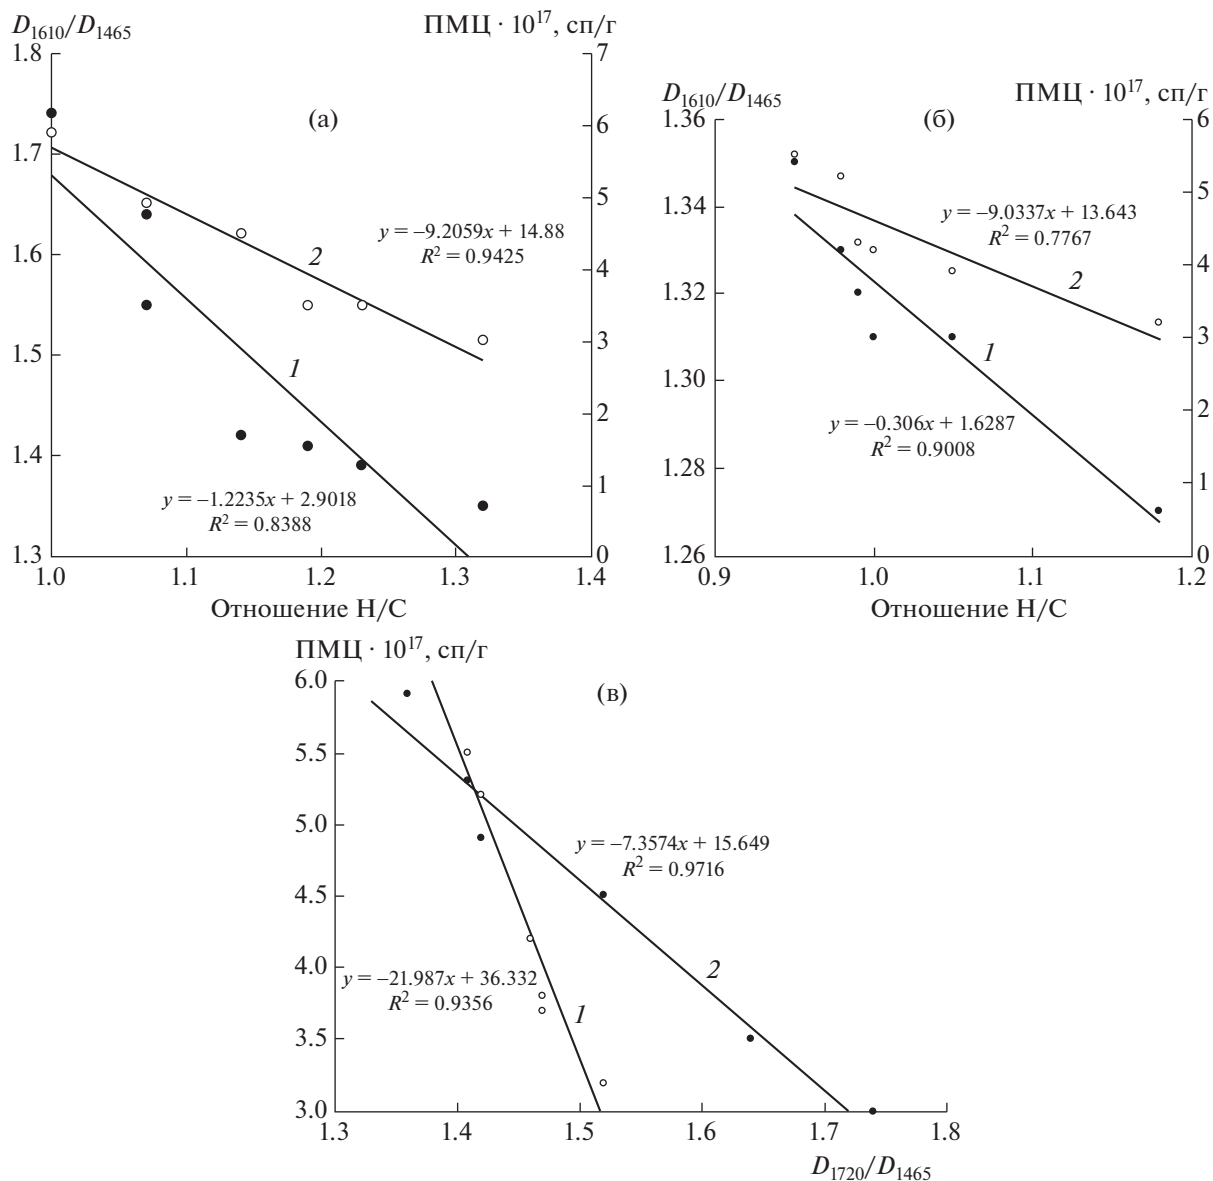 D1610/D1465 ПМЦ · 10^17, сп/г
1.8
1.7
1.6
1.5
1.4
1.3
7
6
5
4
3
2
1
0
(а)
y = –9.2059x + 14.88
R^2 = 0.9425
2
1
y = –1.2235x + 2.9018
R^2 = 0.8388
1.0 1.1 1.2 1.3 1.4
Отношение Н/С
D1610/D1465 ПМЦ · 10^17, сп/г
1.36
1.34
1.32
1.30
1.28
1.26
6
5
4
3
2
1
0
(б)
y = –9.0337x + 13.643
R^2 = 0.7767
2
1
y = –0.306x + 1.6287
R^2 = 0.9008
0.9 1.0 1.1 1.2
Отношение Н/С
ПМЦ · 10^17, сп/г
6.0
5.5
5.0
4.5
4.0
3.5
3.0
(в)
y = –7.3574x + 15.649
R^2 = 0.9716
2
y = –21.987x + 36.332
R^2 = 0.9356
1
1.3 1.4 1.5 1.6 1.7 1.8
D1720/D1465